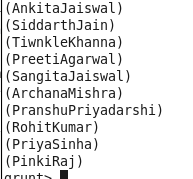 (AnkitaJaiswal)
(SiddarthJain)
(TiwnkleKhanna)
(PreetiAgarwal)
(SangitaJaiswal)
(ArchanaMishra)
(PranshuPriyadarshi)
(RohitKumar)
(PriyaSinha)
(PinkiRaj)
grunt>